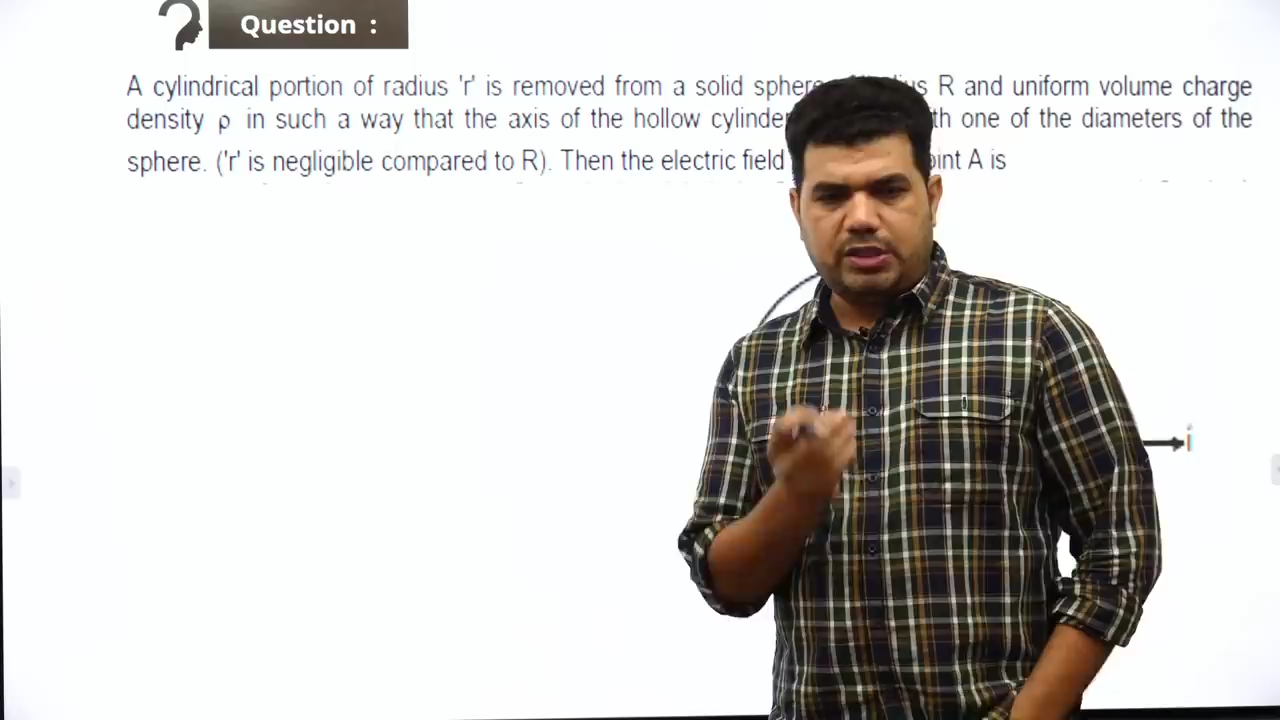 Question :
A cylindrical portion of radius 'r' is removed from a solid R and uniform volume charge
density ρ in such a way that the axis of the hollow one of the diameters of the
sphere. ('r' is negligible compared to R). Then the electric field A is
i